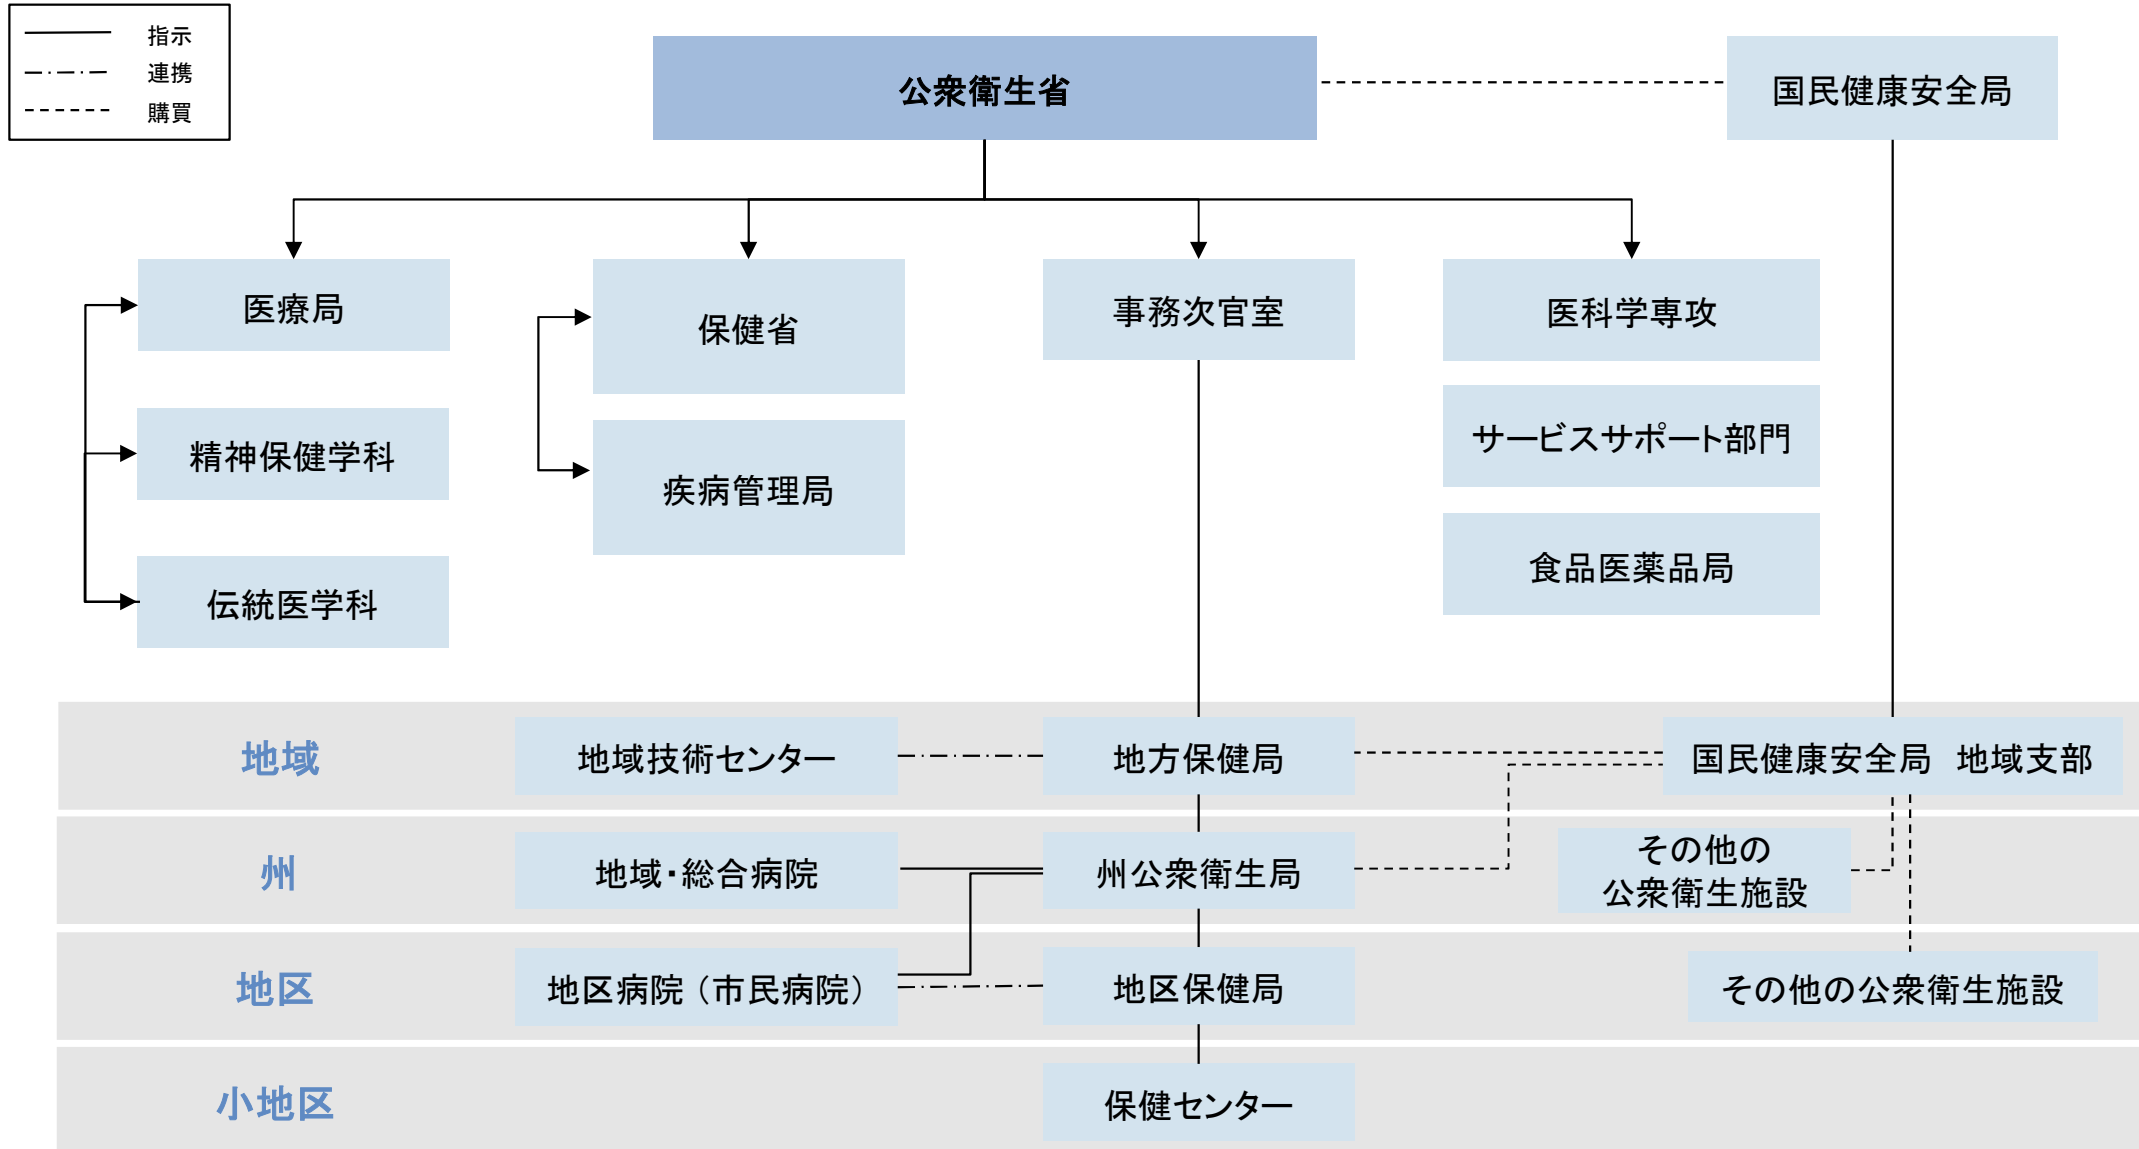 指示
連携
購買
公衆衛生省
国民健康安全局
医療局
保健省
事務次官室
医科学専攻
精神保健学科
疾病管理局
サービスサポート部門
伝統医学科
食品医薬品局
地域
地域技術センター
地方保健局
国民健康安全局　地域支部
州
地域・総合病院
州公衆衛生局
その他の
公衆衛生施設
地区
地区病院（市民病院）
地区保健局
その他の公衆衛生施設
小地区
保健センター